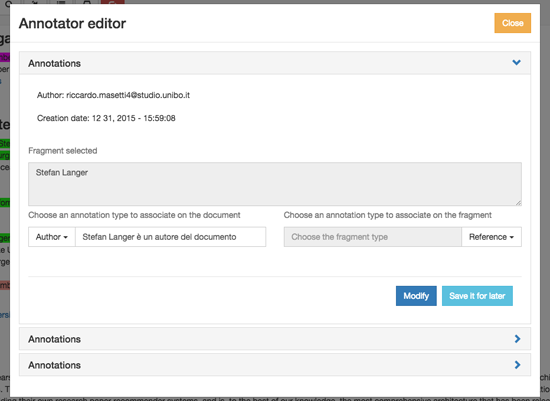 Annotator editor
Close
Annotations
Author: riccardo.masetti4@studio.unibo.it
Creation date: 12 31, 2015 - 15:59:08
Fragment selected
Stefan Langer
Choose an annotation type to associate on the document
Choose an annotation type to associate on the fragment
Author
Stefan Langer è un autore del documento
Choose the fragment type
Reference
Modify
Save it for later
Annotations
Annotations